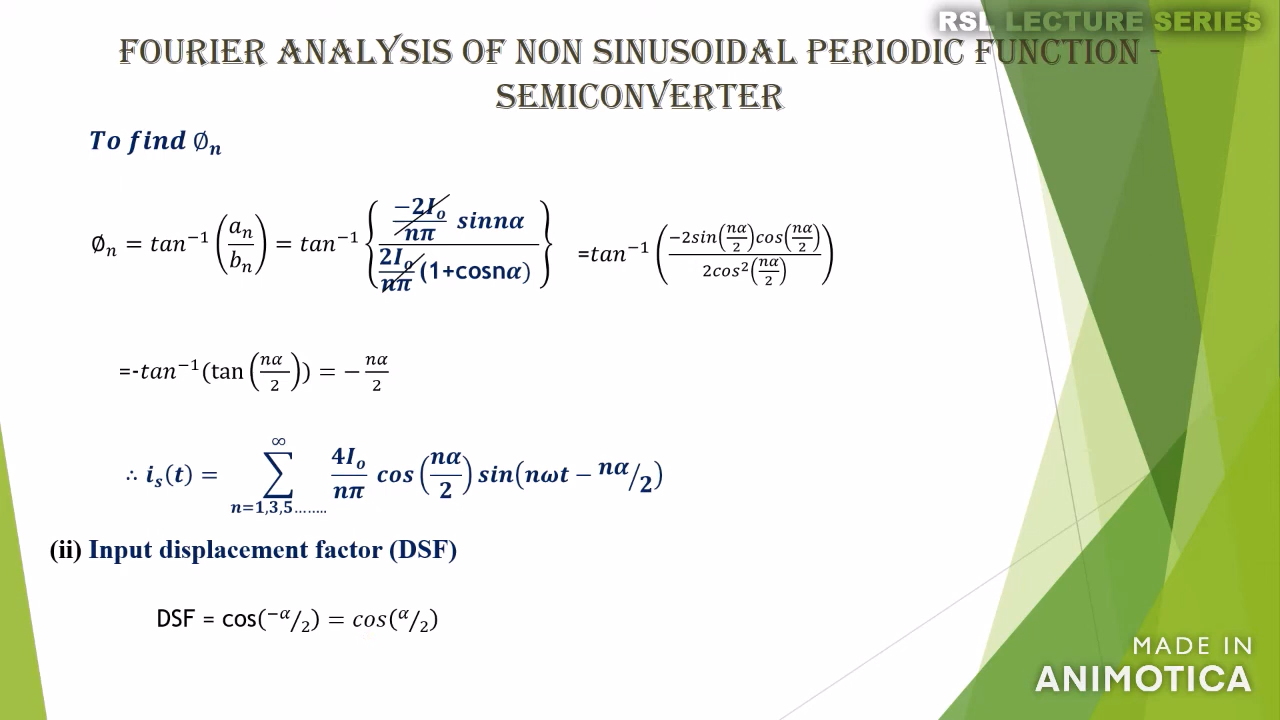 RSL LECTURE SERIES
FOURIER ANALYSIS OF NON SINUSOIDAL PERIODIC FUNCTION -
SEMICONVERTER
To find ∅ₙ
∅ₙ = tan⁻¹(aₙ/bₙ) = tan⁻¹{(−2Iₒ/nπ sinnα)/(2Iₒ/nπ (1+cosnα))} =tan⁻¹(−2sin(nα/2)cos(nα/2)/2cos²(nα/2))
=-tan⁻¹(tan(nα/2)) = −nα/2
∴ iₛ(t) = ∑_{n=1,3,5........}^{∞} 4Iₒ/nπ cos(nα/2) sin(nωt − nα/2)
(ii) Input displacement factor (DSF)
DSF = cos(−α/2) = cos(α/2)
MADE IN
ANIMOTICA